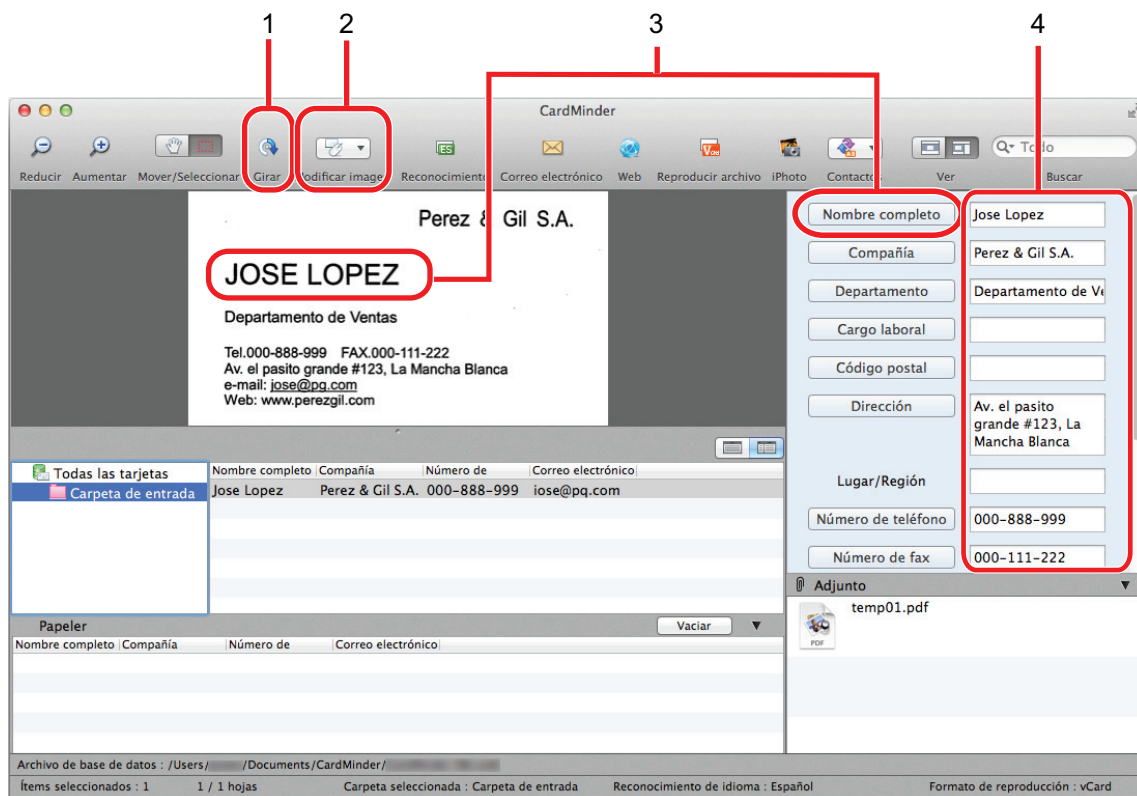 1 2 3 4
CardMinder
Todo
Reducir Aumentar Mover/Seleccionar Girar odificar image Reconocimiento Correo electrónico Web Reproducir archivo iPhoto Contactos Ver Buscar
Perez & Gil S.A.
JOSE LOPEZ
Departamento de Ventas
Tel.000-888-999 FAX.000-111-222
Av. el pasito grande #123, La Mancha Blanca
e-mail: jose@pg.com
Web: www.perezgil.com
Nombre completo Jose Lopez
Compañía Perez & Gil S.A.
Departamento Departamento de Ve
Cargo laboral
Código postal
Dirección Av. el pasito
grande #123, La
Mancha Blanca
Lugar/Región
Número de teléfono 000-888-999
Número de fax 000-111-222
Todas las tarjetas
Carpeta de entrada
Nombre completo Compañía Número de Correo electrónico
Jose Lopez Perez & Gil S.A. 000-888-999 iose@pq.com
Adjunto
temp01.pdf
PDF
Papeler Vaciar
Nombre completo Compañía Número de Correo electrónico
Archivo de base de datos : /Users/ /Documents/CardMinder/
Ítems seleccionados : 1 1 / 1 hojas Carpeta seleccionada : Carpeta de entrada Reconocimiento de idioma : Español Formato de reproducción : vCard